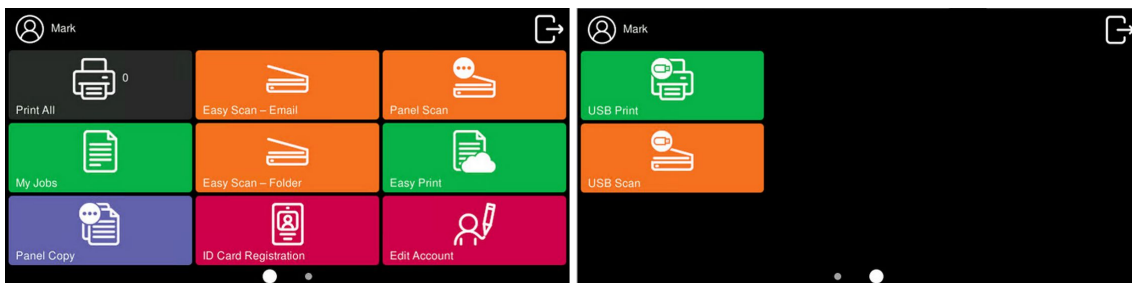 Mark
0
Print All
Easy Scan – Email
Panel Scan
My Jobs
Easy Scan – Folder
Easy Print
Panel Copy
ID Card Registration
Edit Account
Mark
USB Print
USB Scan